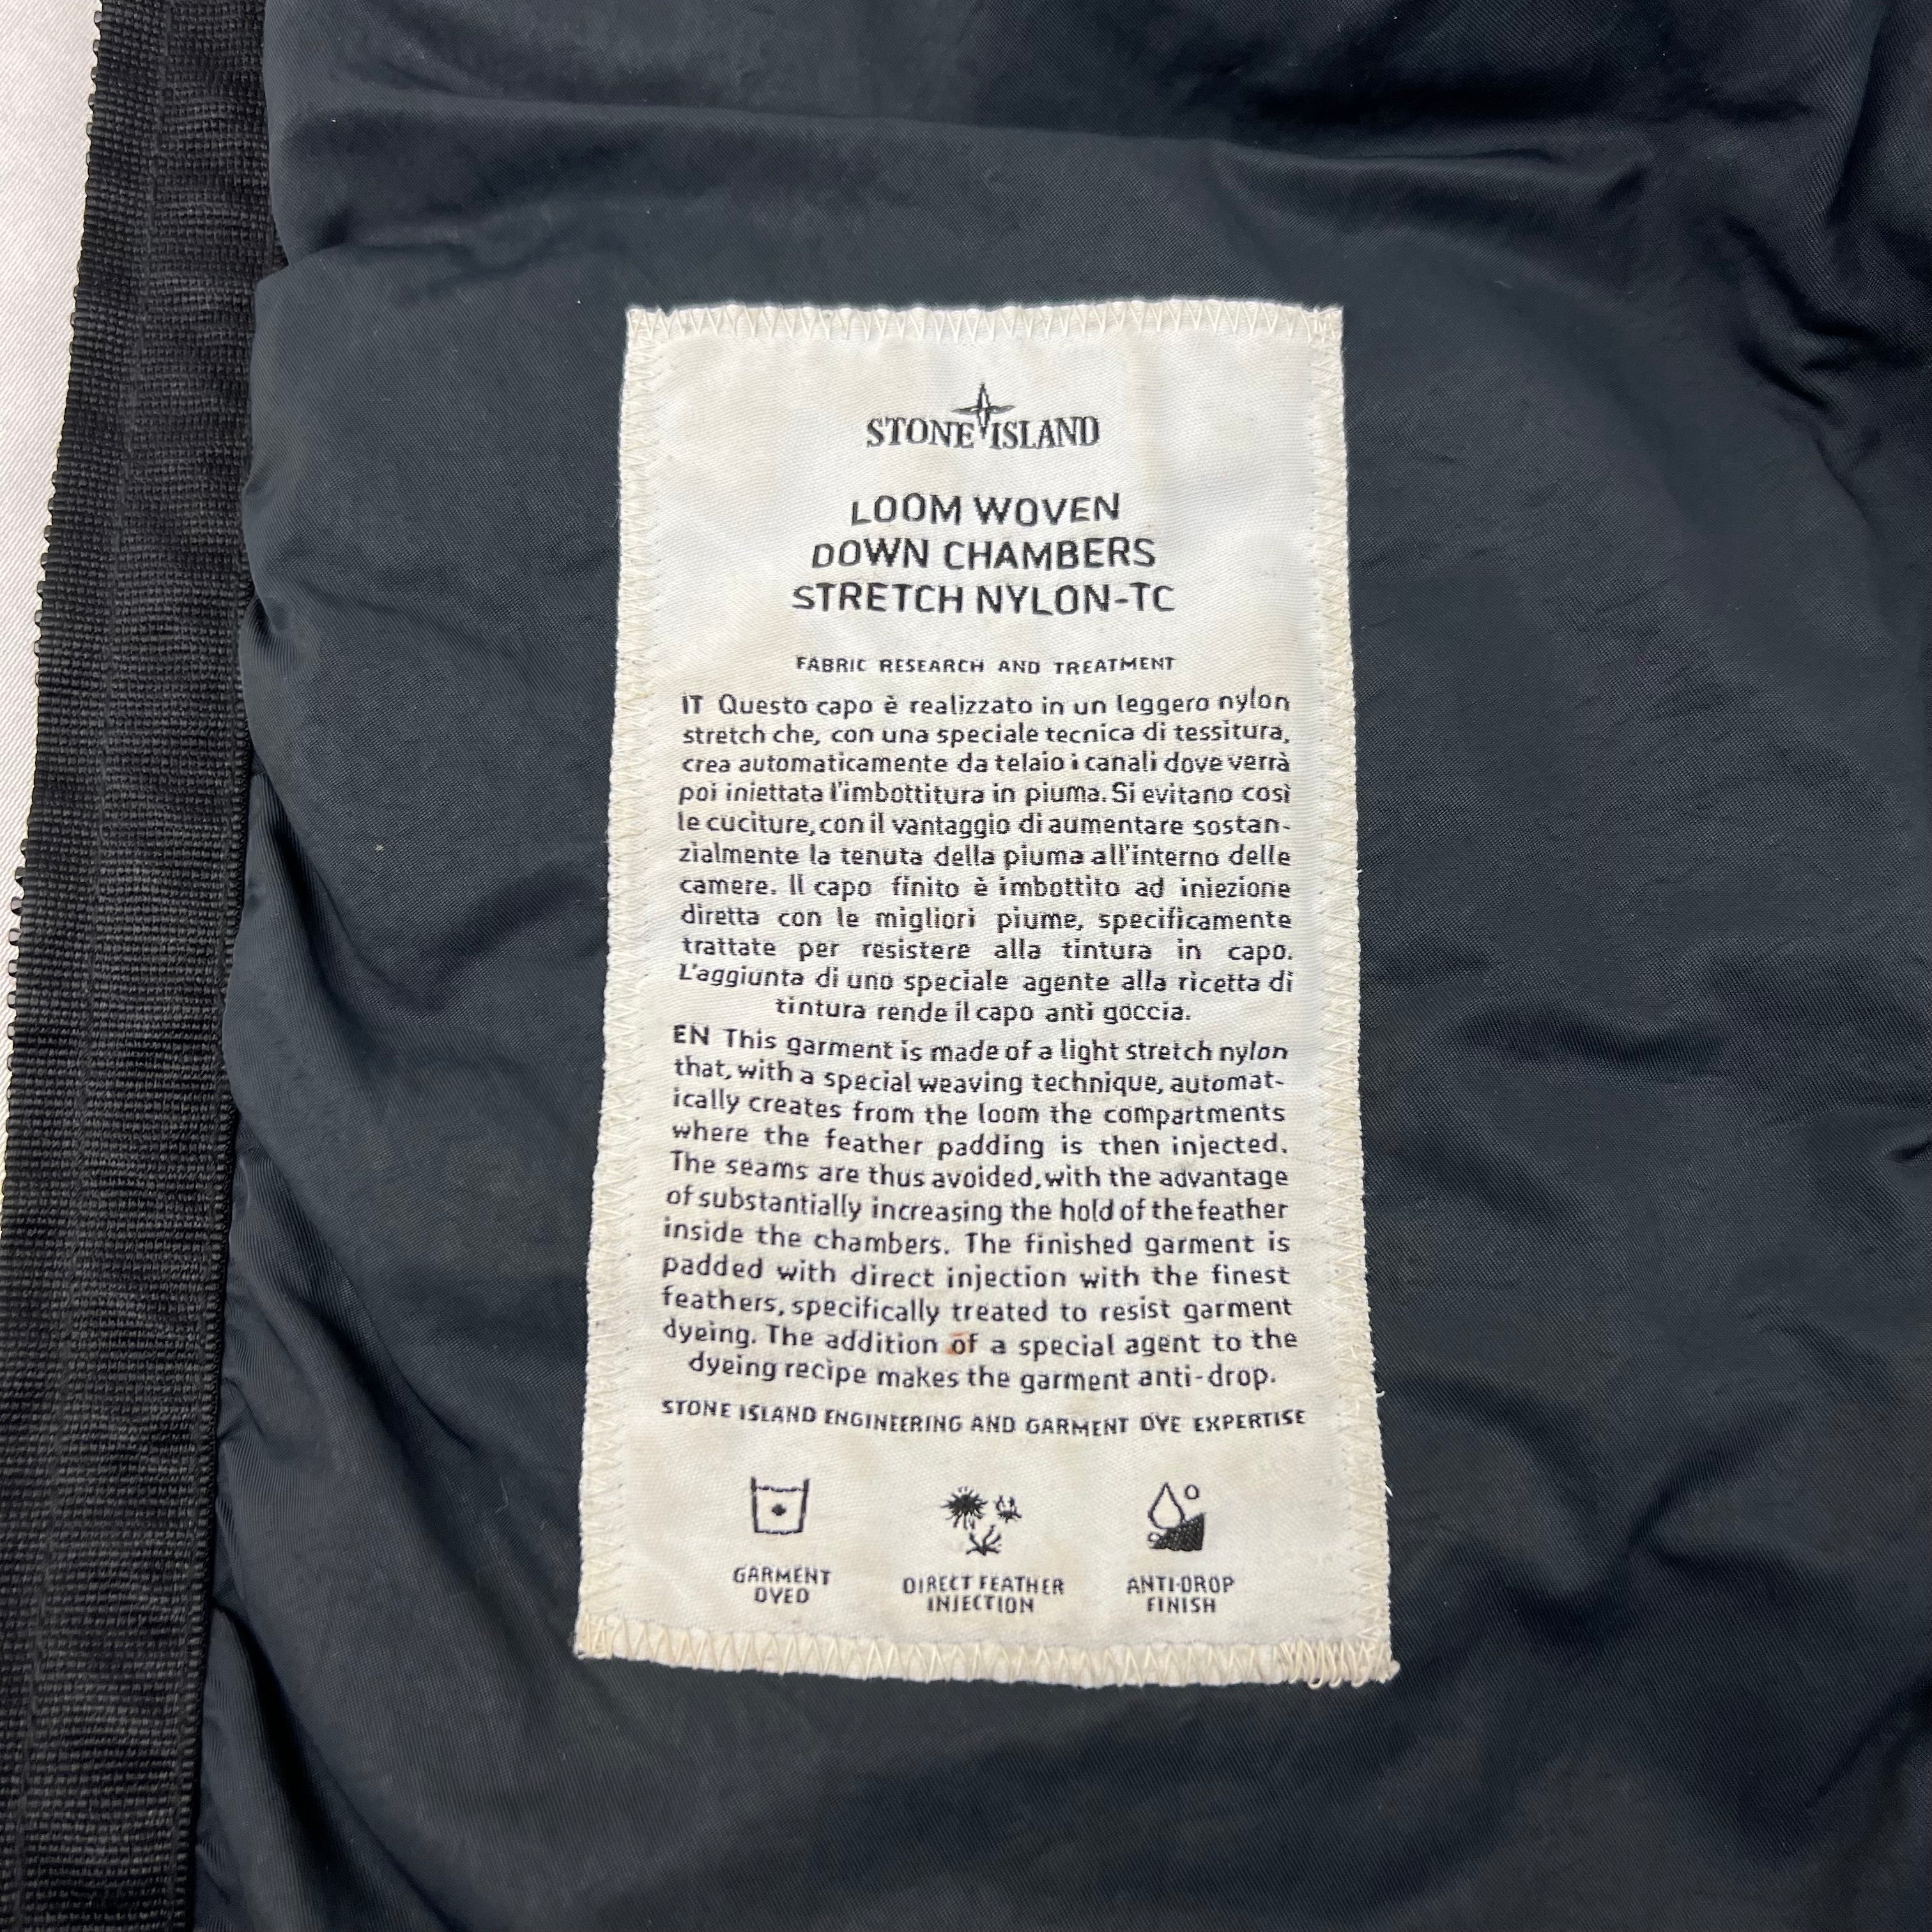 STONE ISLAND
LOOM WOVEN
DOWN CHAMBERS
STRETCH NYLON-TC
FABRIC RESEARCH AND TREATMENT
IT Questo capo è realizzato in un leggero nylon
stretch che, con una speciale tecnica di tessitura,
crea automaticamente da telaio i canali dove verrà
poi iniettata l'imbottitura in piuma. Si evitano così
le cuciture, con il vantaggio di aumentare sostan-
zialmente la tenuta della piuma all'interno delle
camere. Il capo finito è imbottito ad iniezione
diretta con le migliori piume, specificamente
trattate per resistere alla tintura in capo.
L'aggiunta di uno speciale agente alla ricetta di
tintura rende il capo anti goccia.
EN This garment is made of a light stretch nylon
that, with a special weaving technique, automat-
ically creates from the loom the compartments
where the feather padding is then injected.
The seams are thus avoided, with the advantage
of substantially increasing the hold of the feather
inside the chambers. The finished garment is
padded with direct injection with the finest
feathers, specifically treated to resist garment
dyeing. The addition of a special agent to the
dyeing recipe makes the garment anti-drop.
STONE ISLAND ENGINEERING AND GARMENT DYE EXPERTISE
GARMENT DIRECT FEATHER ANTI-DROP
DYED INJECTION FINISH